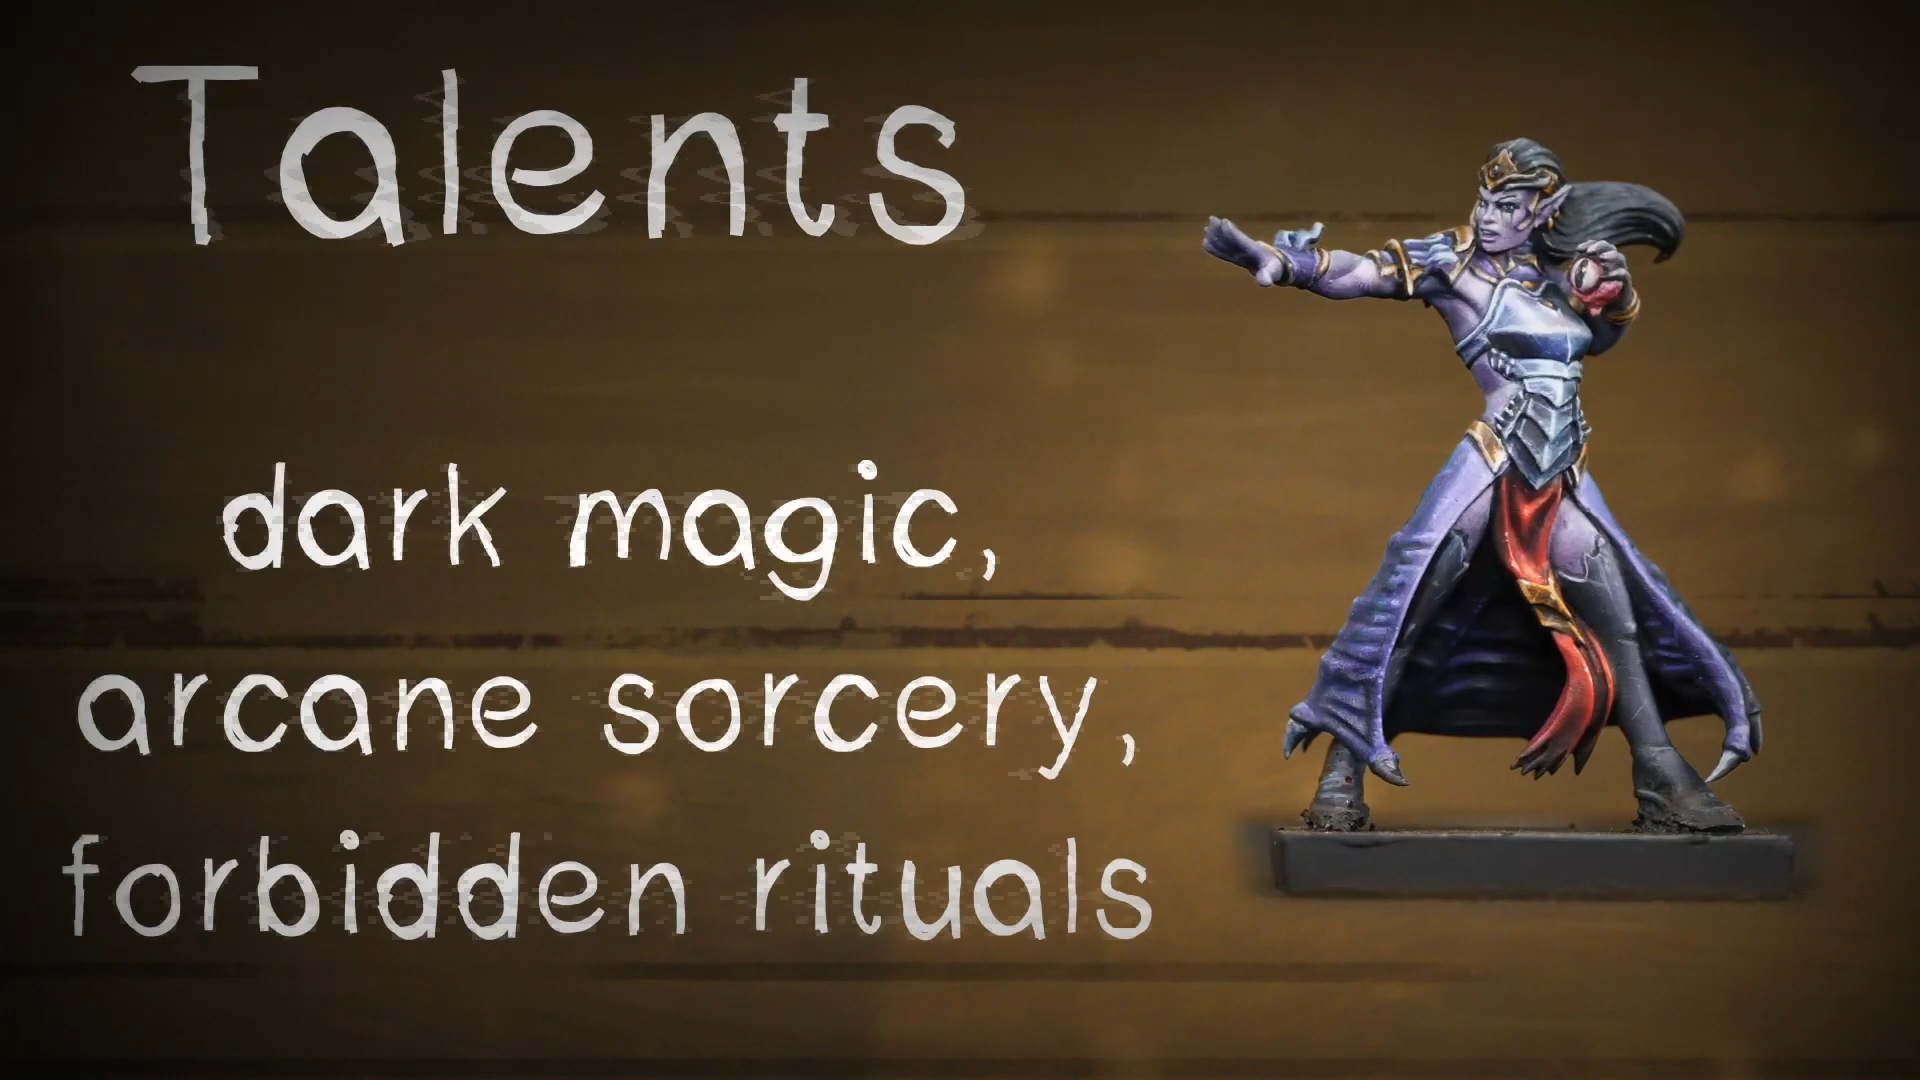 Talents
dark magic,
arcane sorcery,
forbidden rituals